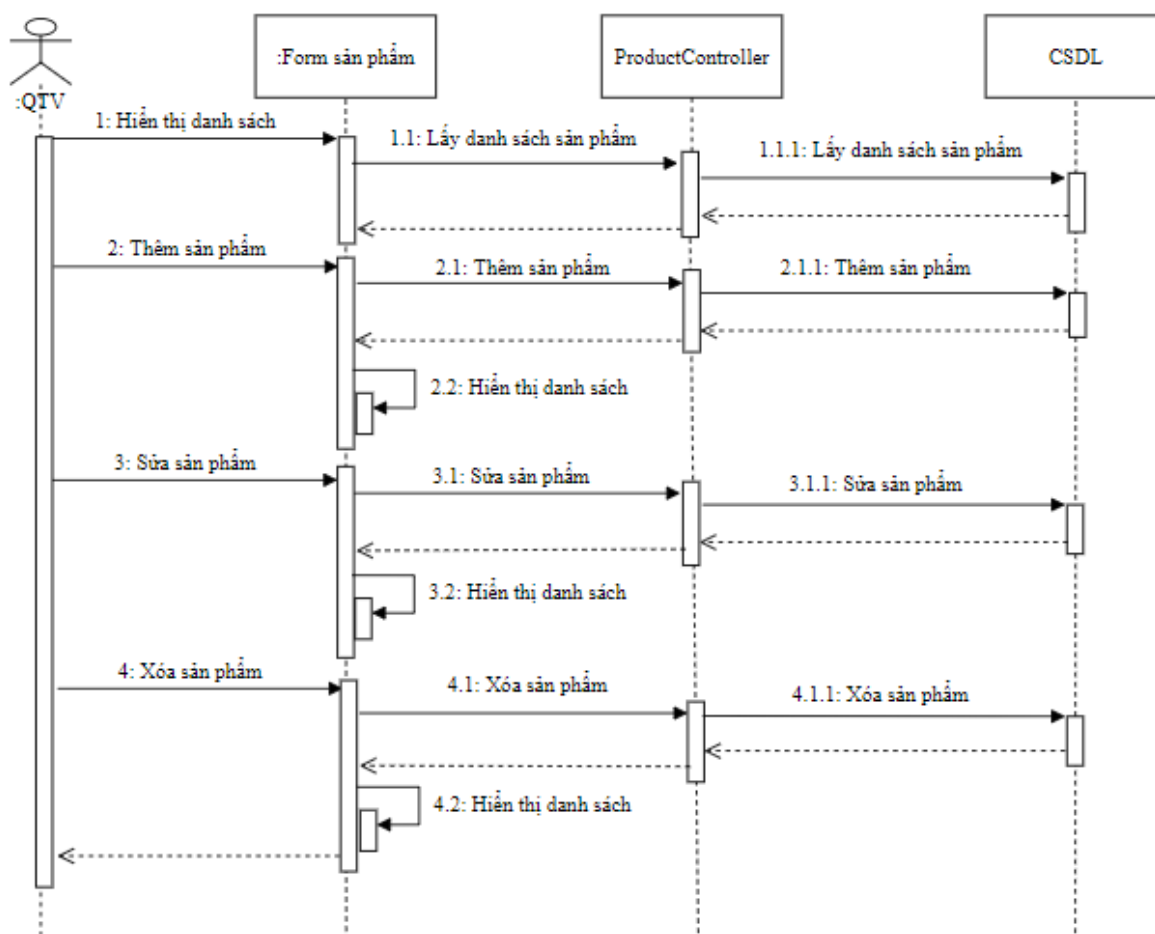 :QTV
:Form sản phẩm
ProductController
CSDL
1: Hiển thị danh sách
1.1: Lấy danh sách sản phẩm
1.1.1: Lấy danh sách sản phẩm
2: Thêm sản phẩm
2.1: Thêm sản phẩm
2.1.1: Thêm sản phẩm
2.2: Hiển thị danh sách
3: Sửa sản phẩm
3.1: Sửa sản phẩm
3.1.1: Sửa sản phẩm
3.2: Hiển thị danh sách
4: Xóa sản phẩm
4.1: Xóa sản phẩm
4.1.1: Xóa sản phẩm
4.2: Hiển thị danh sách